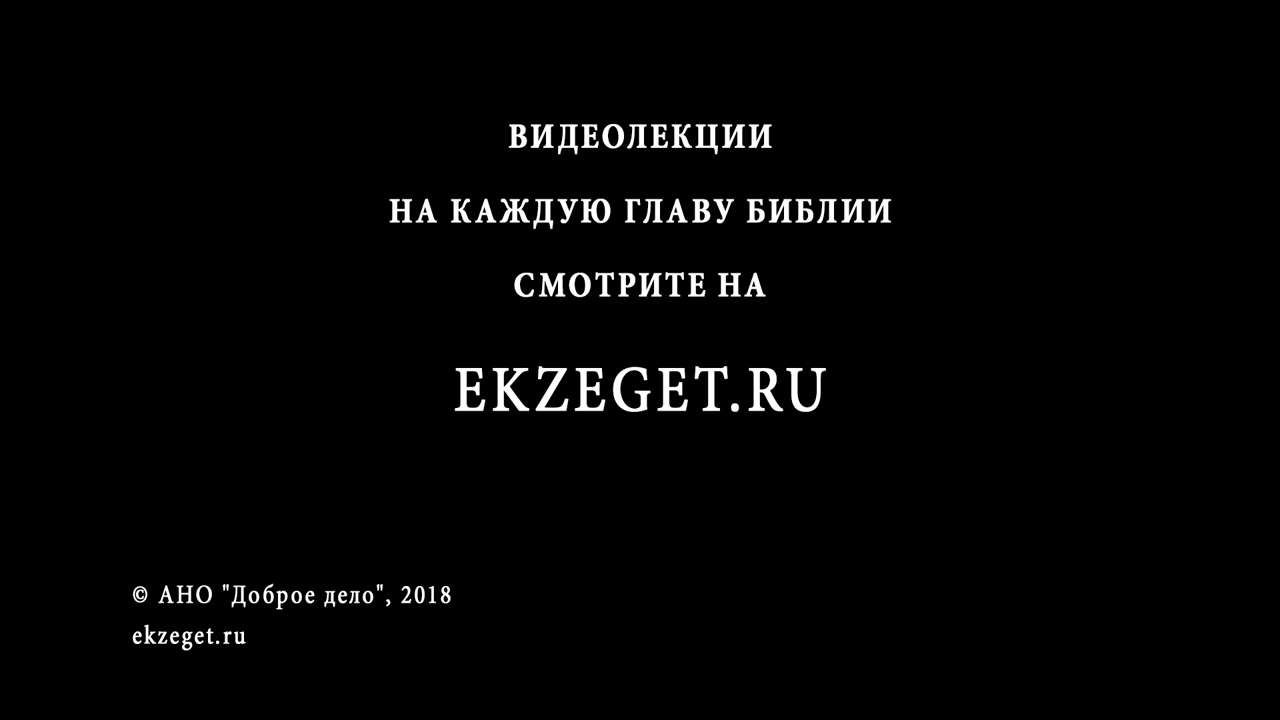 ВИДЕОЛЕКЦИИ
НА КАЖДУЮ ГЛАВУ БИБЛИИ
СМОТРИТЕ НА
EKZEGET.RU
© АНО "Доброе дело", 2018
ekzeget.ru